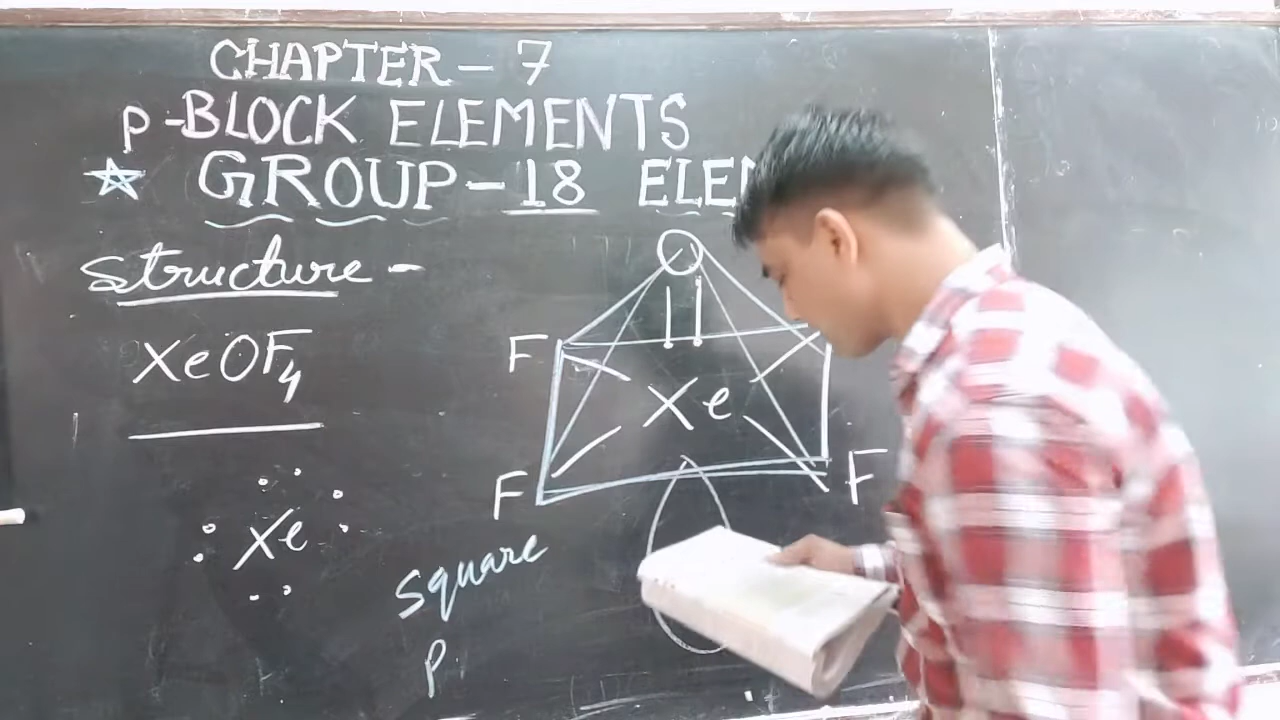 CHAPTER - 7
p-BLOCK ELEMENTS
GROUP-18
structure -
XeOF4
O
F
Xe
F
F
Xe
square
p